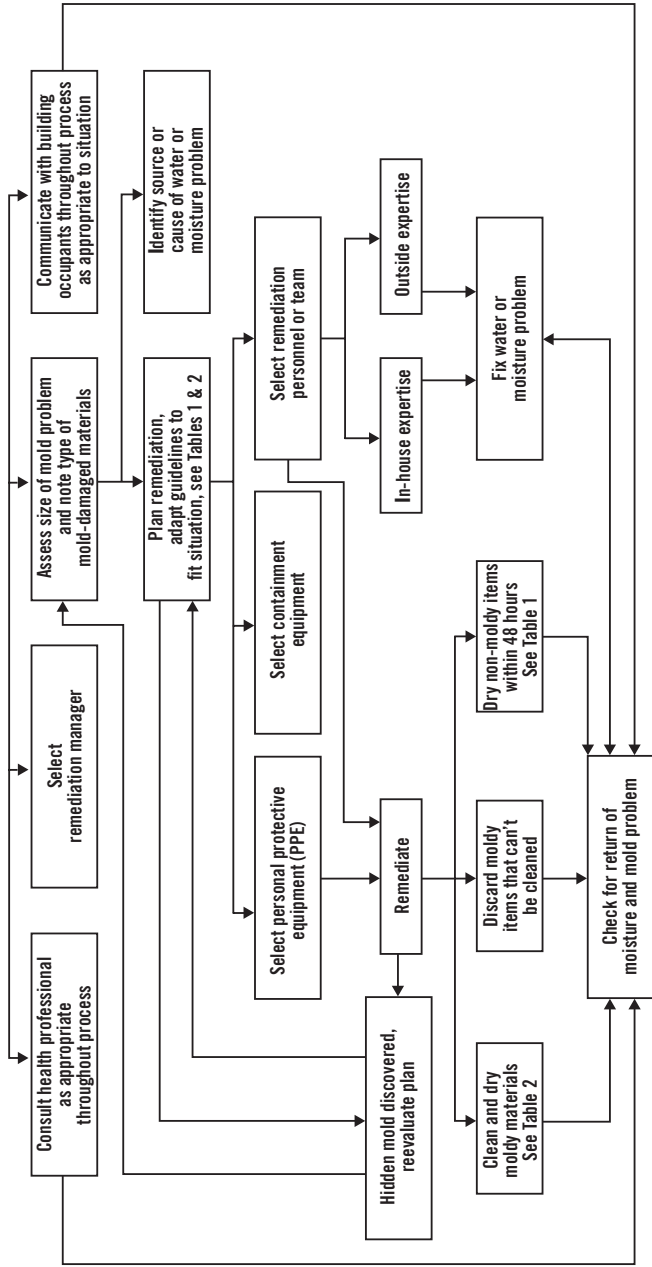 Consult health professional
as appropriate
throughout process
Select
remediation manager
Assess size of mold problem
and note type of
mold-damaged materials
Communicate with building
occupants throughout process
as appropriate to situation
Plan remediation,
adapt guidelines to
fit situation, see Tables 1 & 2
Identify source or
cause of water or
moisture problem
Select personal protective
equipment (PPE)
Select containment
equipment
Select remediation
personnel or team
Hidden mold discovered,
reevaluate plan
Remediate
In-house expertise
Outside expertise
Clean and dry
moldy materials
See Table 2
Discard moldy
items that can't
be cleaned
Dry non-moldy items
within 48 hours
See Table 1
Fix water or
moisture problem
Check for return of
moisture and mold problem